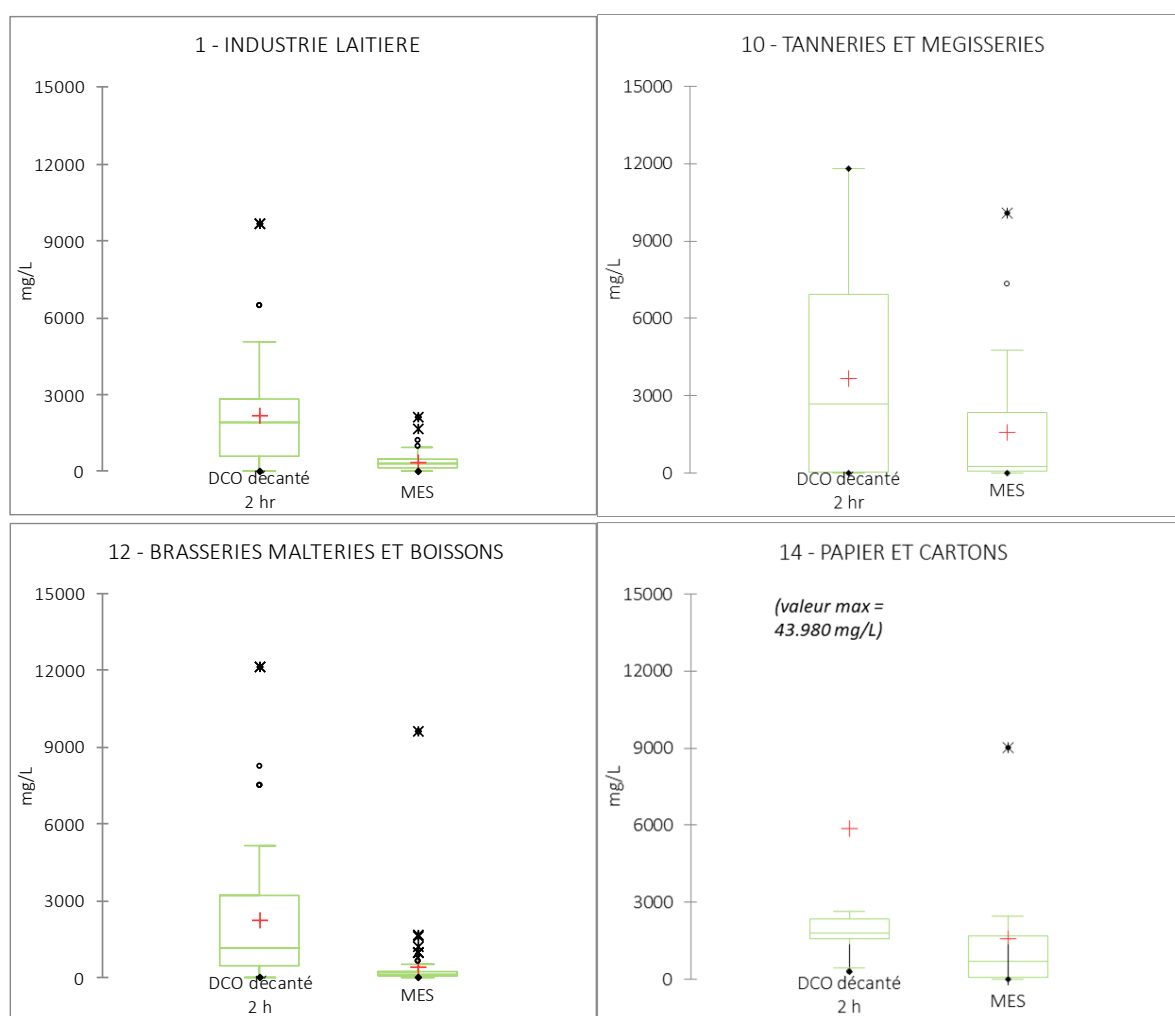 1 - INDUSTRIE LAITIERE
15000
12000
9000
6000
3000
0
mg/L
DCO décanté
2 hr
MES
10 - TANNERIES ET MEGISSERIES
15000
12000
9000
6000
3000
0
mg/L
DCO décanté
2 hr
MES
12 - BRASSERIES MALTERIES ET BOISSONS
15000
12000
9000
6000
3000
0
mg/L
DCO décanté
2 h
MES
14 - PAPIER ET CARTONS
(valeur max =
43.980 mg/L)
15000
12000
9000
6000
3000
0
mg/L
DCO décanté
2 h
MES